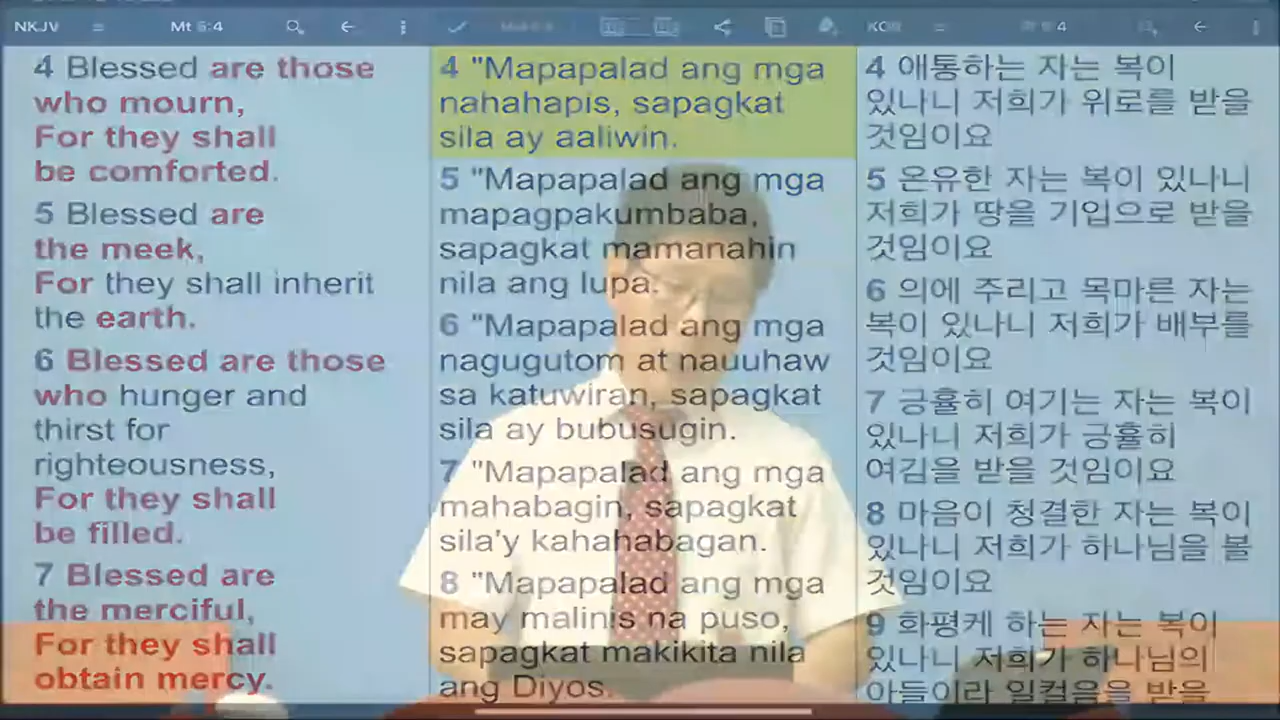 NKJV
Mt 5:4
4 Blessed are those
who mourn,
For they shall
be comforted.
5 Blessed are
the meek,
For they shall inherit
the earth.
6 Blessed are those
who hunger and
thirst for
righteousness,
For they shall
be filled.
7 Blessed are
the merciful,
For they shall
obtain mercy.
4 "Mapapalad ang mga
nahahapis, sapagkat
sila ay aaliwin.
5 "Mapapalad ang mga
mapagpakumbaba,
sapagkat mamanahin
nila ang lupa.
6 "Mapapalad ang mga
nagugutom at nauuhaw
sa katuwiran, sapagkat
sila ay bubusugin.
7 "Mapapalad ang mga
mahabagin, sapagkat
sila'y kahahabagan.
8 "Mapapalad ang mga
may malinis na puso,
sapagkat makikita nila
ang Diyos.
4 애통하는 자는 복이
있나니 저희가 위로를 받을
것임이요
5 온유한 자는 복이 있나니
저희가 땅을 기업으로 받을
것임이요
6 의에 주리고 목마른 자는
복이 있나니 저희가 배부를
것임이요
7 긍휼히 여기는 자는 복이
있나니 저희가 긍휼히
여김을 받을 것임이요
8 마음이 청결한 자는 복이
있나니 저희가 하나님을 볼
것임이요
9 화평케 하는 자는 복이
있나니 저희가 하나님의
아들이라 일컬음을 받을